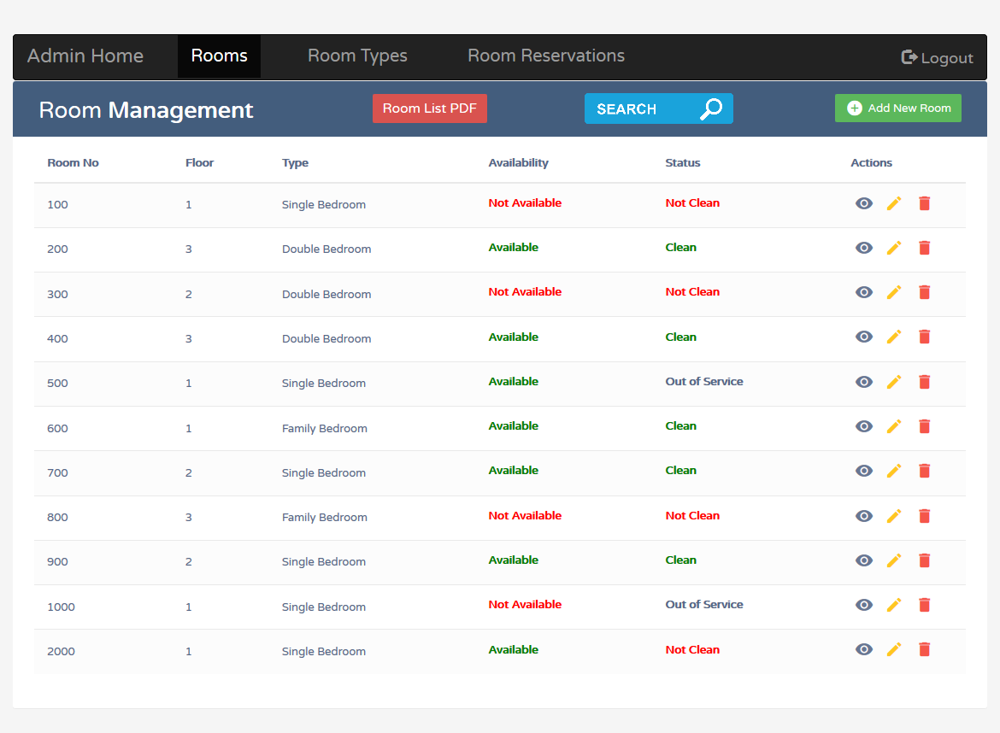 Admin Home Rooms Room Types Room Reservations Logout
Room Management Room List PDF SEARCH Add New Room
Room No Floor Type Availability Status Actions
100 1 Single Bedroom Not Available Not Clean
200 3 Double Bedroom Available Clean
300 2 Double Bedroom Not Available Not Clean
400 3 Double Bedroom Available Clean
500 1 Single Bedroom Available Out of Service
600 1 Family Bedroom Available Clean
700 2 Single Bedroom Available Clean
800 3 Family Bedroom Not Available Not Clean
900 2 Single Bedroom Available Clean
1000 1 Single Bedroom Not Available Out of Service
2000 1 Single Bedroom Available Not Clean